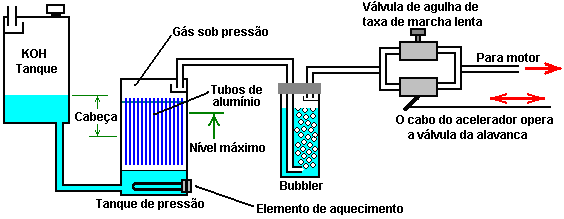 Válvula de agulha de
taxa de marcha lenta
KOH
Tanque
Gás sob pressão
Para motor
Tubos de
alumínio
Cabeça
O cabo do acelerador opera
a válvula da alavanca
Nível máximo
Bubbler
Tanque de pressão
Elemento de aquecimento